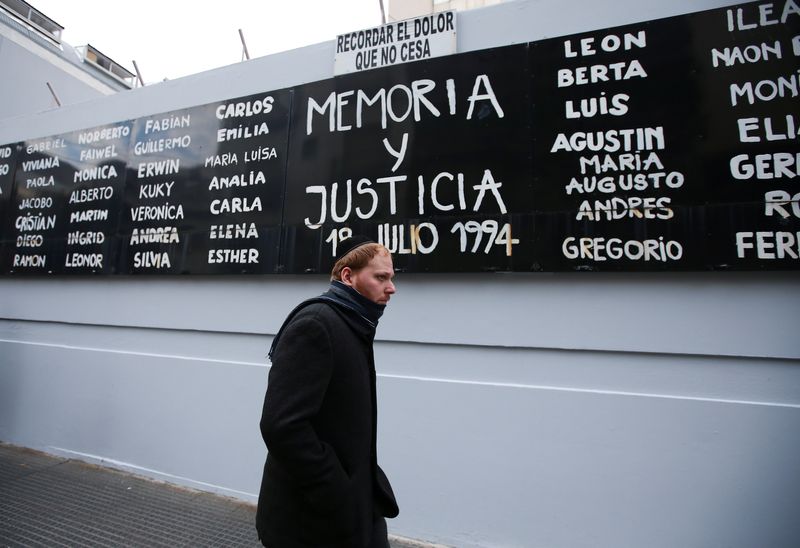 RECORDAR EL DOLOR
QUE NO CESA
GABRIEL
VIVIANA
PAOLA
JACOBO
CRISTIAN
DIEGO
RAMON
NORBERTO
FAIWEL
MONICA
ALBERTO
MARTIN
INGRID
LEONOR
FABIAN
GUILLERMO
ERWIN
KUKY
VERONICA
ANDREA
SILVIA
CARLOS
EMILIA
MARIA LUISA
ANALIA
CARLA
ELENA
ESTHER
MEMORIA
y
JUSTICIA
18 JULIO 1994
LEON
BERTA
LUIS
AGUSTIN
MARIA
AUGUSTO
ANDRES
GREGORIO